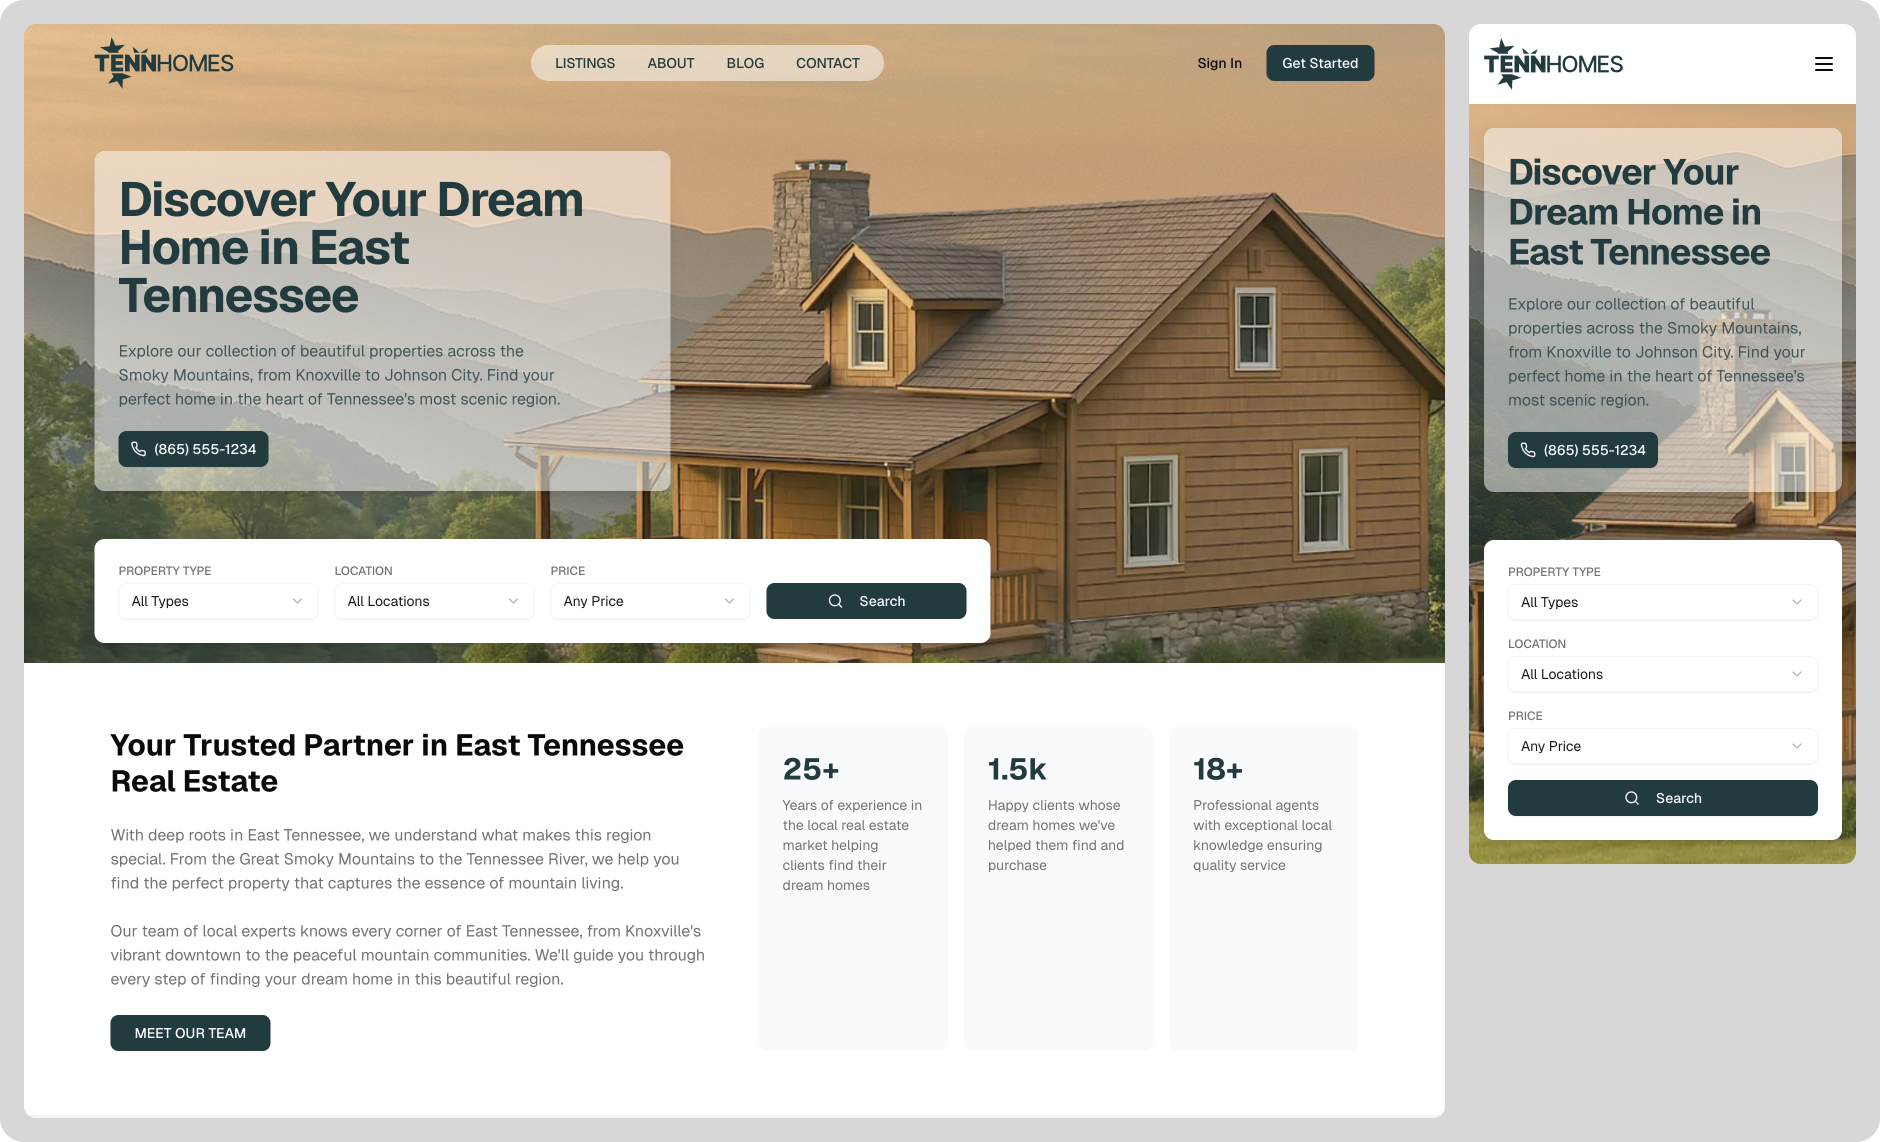 TENNHOMES
LISTINGS ABOUT BLOG CONTACT
Sign In
Get Started
Discover Your Dream
Home in East
Tennessee
Explore our collection of beautiful properties across the
Smoky Mountains, from Knoxville to Johnson City. Find your
perfect home in the heart of Tennessee's most scenic region.
(865) 555-1234
PROPERTY TYPE
All Types
LOCATION
All Locations
PRICE
Any Price
Search
Your Trusted Partner in East Tennessee
Real Estate
With deep roots in East Tennessee, we understand what makes this region
special. From the Great Smoky Mountains to the Tennessee River, we help you
find the perfect property that captures the essence of mountain living.
Our team of local experts knows every corner of East Tennessee, from Knoxville's
vibrant downtown to the peaceful mountain communities. We'll guide you through
every step of finding your dream home in this beautiful region.
MEET OUR TEAM
25+
Years of experience in
the local real estate
market helping
clients find their
dream homes
1.5k
Happy clients whose
dream homes we've
helped them find and
purchase
18+
Professional agents
with exceptional local
knowledge ensuring
quality service
TENNHOMES
Discover Your
Dream Home in
East Tennessee
Explore our collection of beautiful
properties across the Smoky Mountains,
from Knoxville to Johnson City. Find your
perfect home in the heart of Tennessee's
most scenic region.
(865) 555-1234
PROPERTY TYPE
All Types
LOCATION
All Locations
PRICE
Any Price
Search